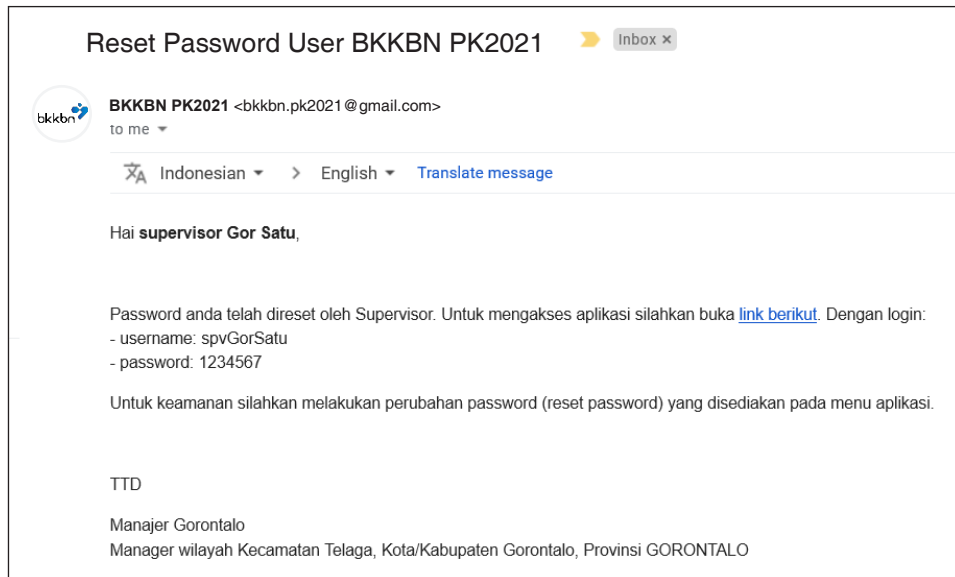 Reset Password User BKKBN PK2021 Inbox ×
bkkbn
BKKBN PK2021 <bkkbn.pk2021@gmail.com>
to me
Indonesian > English Translate message
Hai supervisor Gor Satu,
Password anda telah direset oleh Supervisor. Untuk mengakses aplikasi silahkan buka link berikut. Dengan login:
- username: spvGorSatu
- password: 1234567
Untuk keamanan silahkan melakukan perubahan password (reset password) yang disediakan pada menu aplikasi.
TTD
Manajer Gorontalo
Manager wilayah Kecamatan Telaga, Kota/Kabupaten Gorontalo, Provinsi GORONTALO